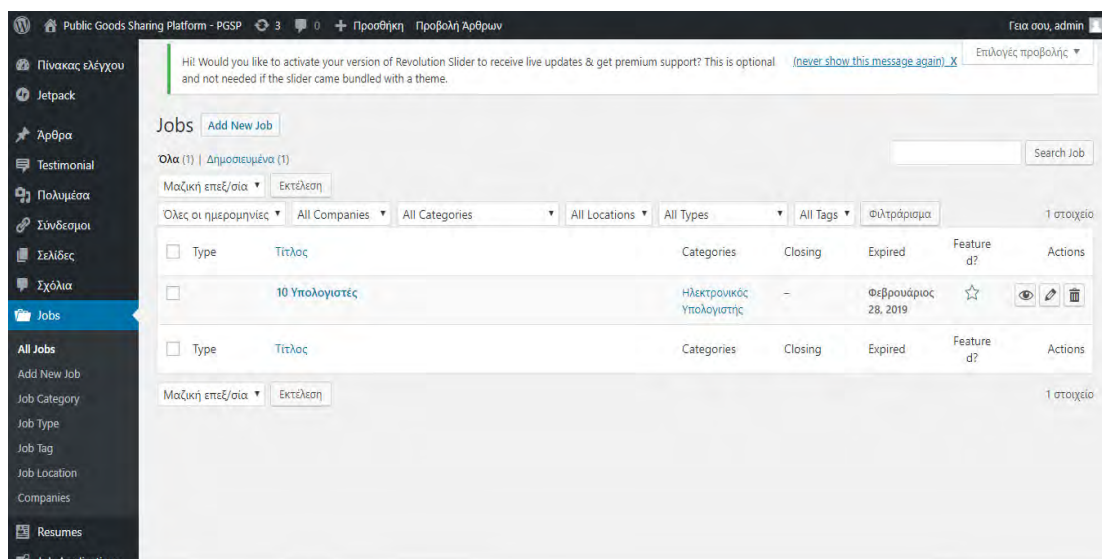 Public Goods Sharing Platform - PGSP 3 0 + Προσθήκη Προβολή Άρθρων Γεια σου, admin
Πίνακας ελέγχου
Jetpack
Άρθρα
Testimonial
Πολυμέσα
Σύνδεσμοι
Σελίδες
Σχόλια
Jobs
All Jobs
Add New Job
Job Category
Job Type
Job Tag
Job Location
Companies
Resumes
Επιλογές προβολής ▼
Hi! Would you like to activate your version of Revolution Slider to receive live updates & get premium support? This is optional (never show this message again) X
and not needed if the slider came bundled with a theme.
Jobs Add New Job
Όλα (1) | Δημοσιευμένα (1)
Search Job
Μαζική επεξ/σία ▼ Εκτέλεση
Όλες οι ημερομηνίες ▼ All Companies ▼ All Categories ▼ All Locations ▼ All Types ▼ All Tags ▼ Φιλτράρισμα 1 στοιχείο
Type Τίτλος Categories Closing Expired Feature Actions
d?
10 Υπολογιστές Ηλεκτρονικός – Φεβρουάριος
Υπολογιστής 28, 2019
Type Τίτλος Categories Closing Expired Feature Actions
d?
Μαζική επεξ/σία ▼ Εκτέλεση 1 στοιχείο